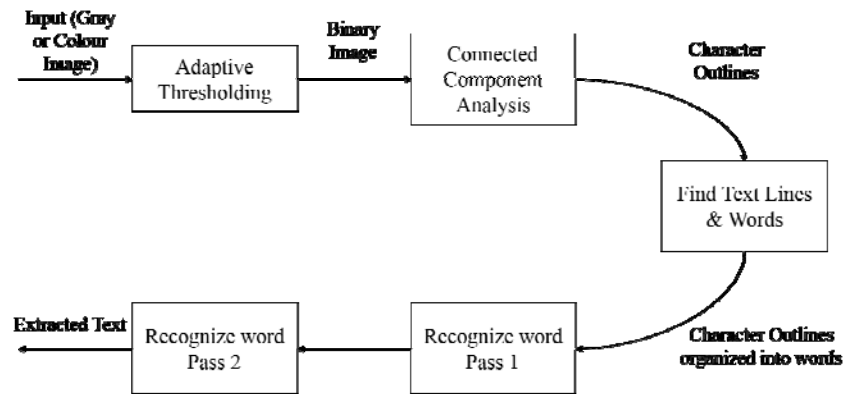 Input (Gray
or Colour
Image)
Adaptive
Thresholding
Binary
Image
Connected
Component
Analysis
Character
Outlines
Find Text Lines
& Words
Character Outlines
organized into words
Recognize word
Pass 1
Recognize word
Pass 2
Extracted Text